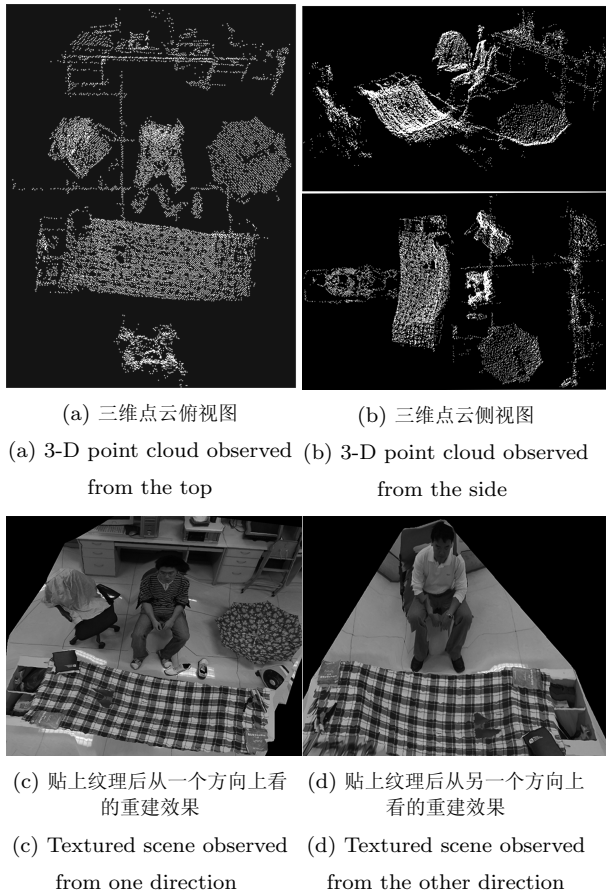 (a) 三维点云俯视图
(a) 3-D point cloud observed
from the top
(b) 三维点云侧视图
(b) 3-D point cloud observed
from the side
(c) 贴上纹理后从一个方向上看
的重建效果
(c) Textured scene observed
from one direction
(d) 贴上纹理后从另一个方向上
看的重建效果
(d) Textured scene observed
from the other direction